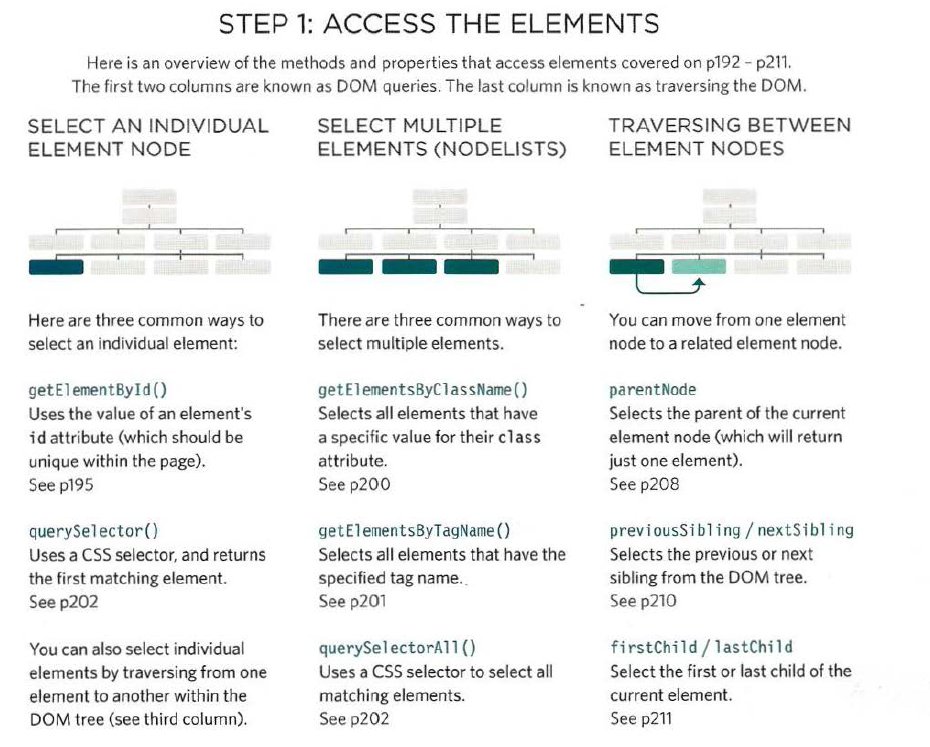 STEP 1: ACCESS THE ELEMENTS
Here is an overview of the methods and properties that access elements covered on p192 – p211.
The first two columns are known as DOM queries. The last column is known as traversing the DOM.
SELECT AN INDIVIDUAL
ELEMENT NODE
Here are three common ways to
select an individual element:
getElementById()
Uses the value of an element's
id attribute (which should be
unique within the page).
See p195
querySelector()
Uses a CSS selector, and returns
the first matching element.
See p202
You can also select individual
elements by traversing from one
element to another within the
DOM tree (see third column).
SELECT MULTIPLE
ELEMENTS (NODELISTS)
There are three common ways to
select multiple elements.
getElementsByClassName()
Selects all elements that have
a specific value for their class
attribute.
See p200
getElementsByTagName()
Selects all elements that have the
specified tag name.
See p201
querySelectorAll()
Uses a CSS selector to select all
matching elements.
See p202
TRAVERSING BETWEEN
ELEMENT NODES
You can move from one element
node to a related element node.
parentNode
Selects the parent of the current
element node (which will return
just one element).
See p208
previousSibling / nextSibling
Selects the previous or next
sibling from the DOM tree.
See p210
firstChild / lastChild
Select the first or last child of the
current element.
See p211